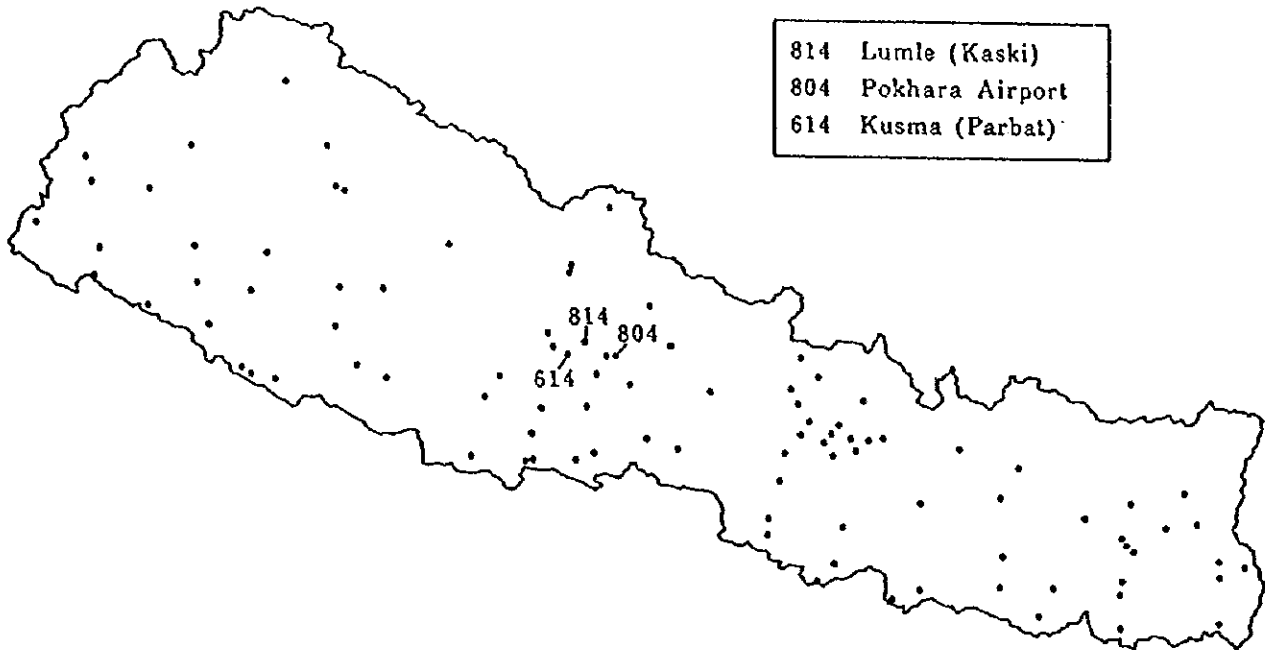 814 Lumle (Kaski)
804 Pokhara Airport
614 Kusma (Parbat)
814
804
614